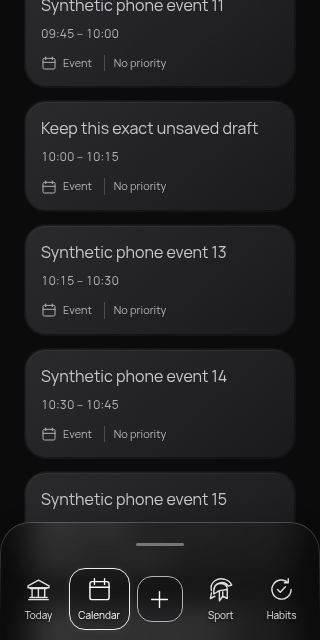 Synthetic phone event 11
09:45 – 10:00
Event No priority
Keep this exact unsaved draft
10:00 – 10:15
Event No priority
Synthetic phone event 13
10:15 – 10:30
Event No priority
Synthetic phone event 14
10:30 – 10:45
Event No priority
Synthetic phone event 15
Today Calendar Sport Habits